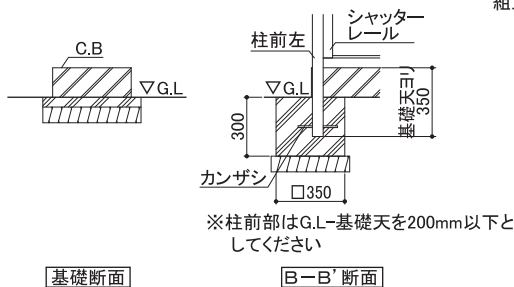 C.B
▽G.L
基礎断面
シャッター
レール
柱前左
▽G.L
300
基礎天ヨリ
350
カンザシ
□350
※柱前部はG.L-基礎天を200mm以下と
してください
B-B'断面